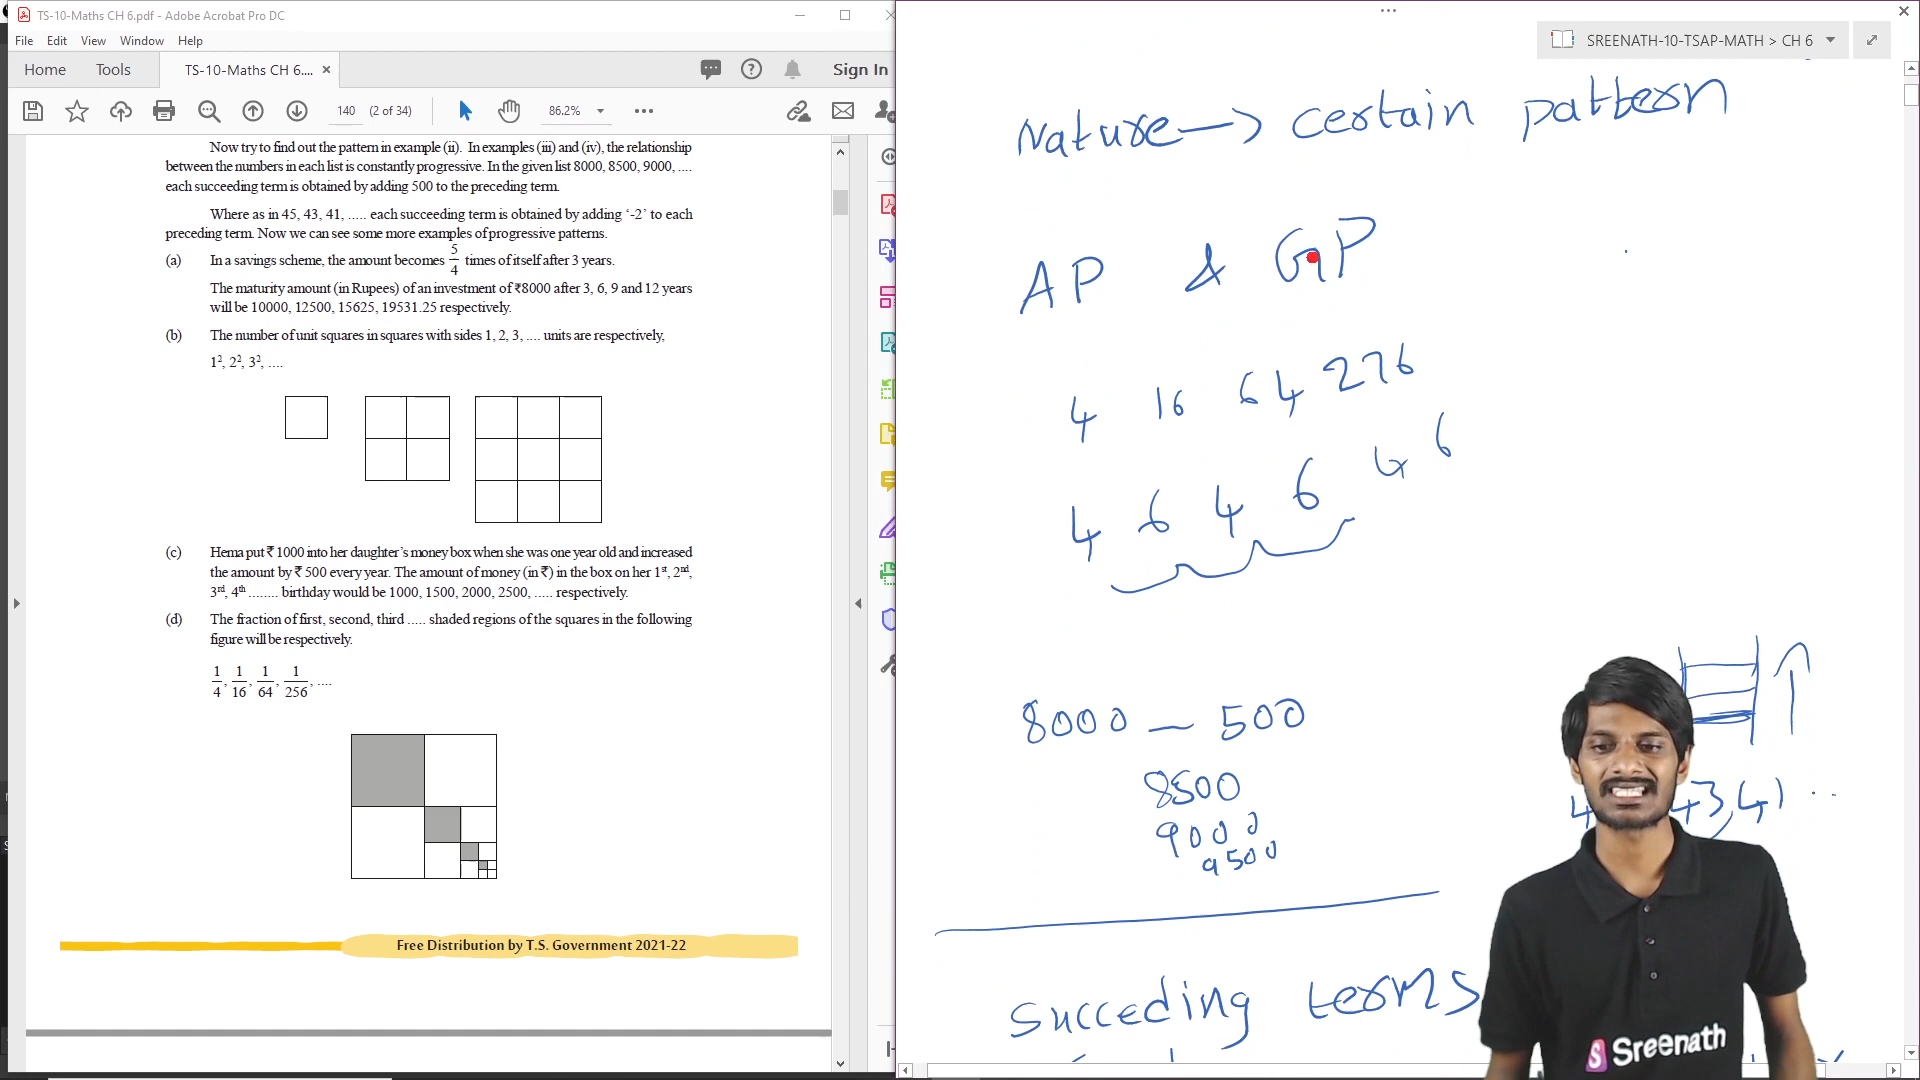 TS-10-Maths CH 6.pdf - Adobe Acrobat Pro DC
File Edit View Window Help
Home Tools TS-10-Maths CH 6.... × Sign In
140 (2 of 34) 86.2%
Now try to find out the pattern in example (ii). In examples (iii) and (iv), the relationship
between the numbers in each list is constantly progressive. In the given list 8000, 8500, 9000, ....
each succeeding term is obtained by adding 500 to the preceding term.
Where as in 45, 43, 41, ..... each succeeding term is obtained by adding ‘-2’ to each
preceding term. Now we can see some more examples of progressive patterns.
(a) In a savings scheme, the amount becomes 5/4 times of itself after 3 years.
The maturity amount (in Rupees) of an investment of ₹8000 after 3, 6, 9 and 12 years
will be 10000, 12500, 15625, 19531.25 respectively.
(b) The number of unit squares in squares with sides 1, 2, 3, .... units are respectively,
1², 2², 3², ....
(c) Hema put ₹ 1000 into her daughter’s money box when she was one year old and increased
the amount by ₹ 500 every year. The amount of money (in ₹) in the box on her 1st, 2nd,
3rd, 4th ........ birthday would be 1000, 1500, 2000, 2500, ..... respectively.
(d) The fraction of first, second, third ..... shaded regions of the squares in the following
figure will be respectively.
1/4, 1/16, 1/64, 1/256, ....
Free Distribution by T.S. Government 2021-22
SREENATH-10-TSAP-MATH > CH 6
Nature → certain pattern
AP & GP
4 16 64 276
4 6 4 6 4 6
8000 — 500
8500
9000
9500
43, 41 ...
Succeding terms
Sreenath